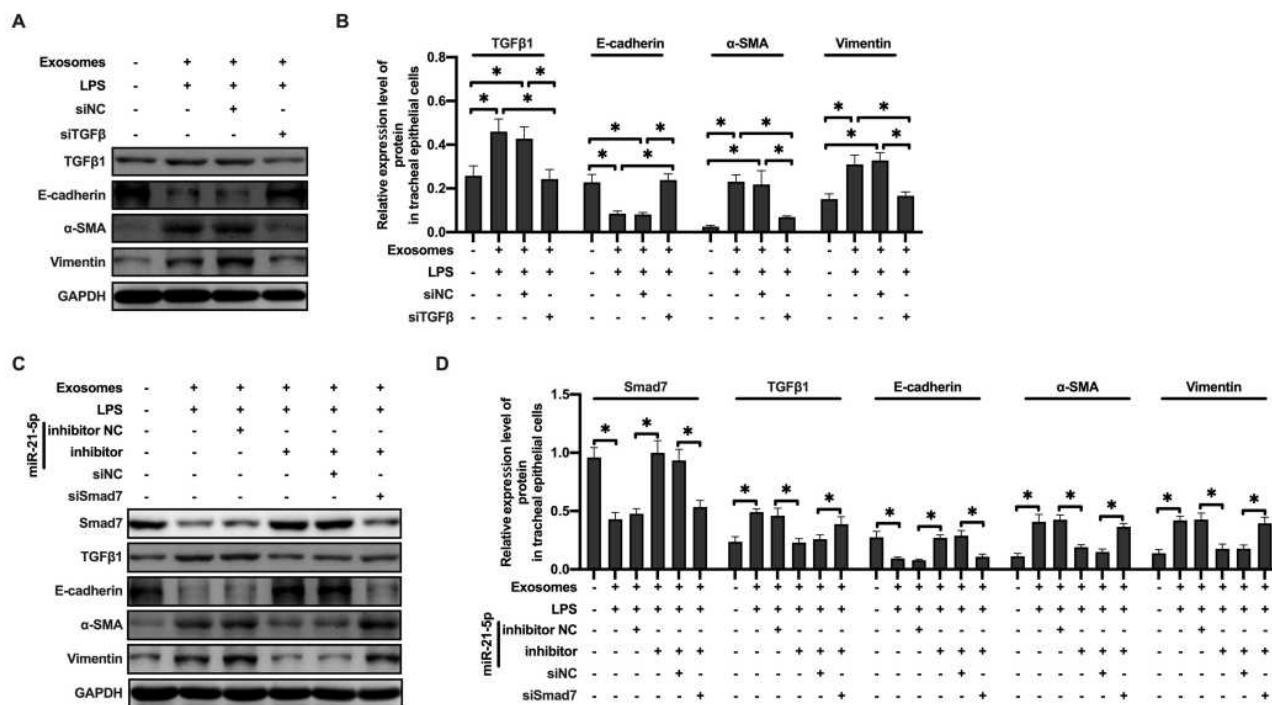 A
Exosomes - + + +
LPS - + + +
siNC - - + -
siTGFβ - - - +
TGFβ1
E-cadherin
α-SMA
Vimentin
GAPDH
B
TGFβ1 E-cadherin α-SMA Vimentin
Relative expression level of
protein
in tracheal epithelial cells
0.8
0.6
0.4
0.2
0.0
* * * *
* * * *
* * * *
* * * *
Exosomes - + + + - + + + - + + + - + + +
LPS - + + + - + + + - + + + - + + +
siNC - - + - - - + - - - + - - - + -
siTGFβ - - - + - - - + - - - + - - - +
C
Exosomes - + + + + +
LPS - + + + + +
miR-21-5p
inhibitor NC - - + - - -
inhibitor - - - + + +
siNC - - - - + -
siSmad7 - - - - - +
Smad7
TGFβ1
E-cadherin
α-SMA
Vimentin
GAPDH
D
Smad7 TGFβ1 E-cadherin α-SMA Vimentin
Relative expression level of
protein
in tracheal epithelial cells
1.5
1.0
0.5
0.0
* * * * * * * * * * * * * * *
Exosomes - + + + + + - + + + + + - + + + + + - + + + + + - + + + + +
LPS - + + + + + - + + + + + - + + + + + - + + + + + - + + + + +
miR-21-5p
inhibitor NC - - + - - - - - + - - - - - + - - - - - + - - - - - + - - -
inhibitor - - - + + + - - - + + + - - - + + + - - - + + + - - - + + +
siNC - - - - + - - - - - + - - - - - + - - - - - + - - - - - + -
siSmad7 - - - - - + - - - - - + - - - - - + - - - - - + - - - - - +